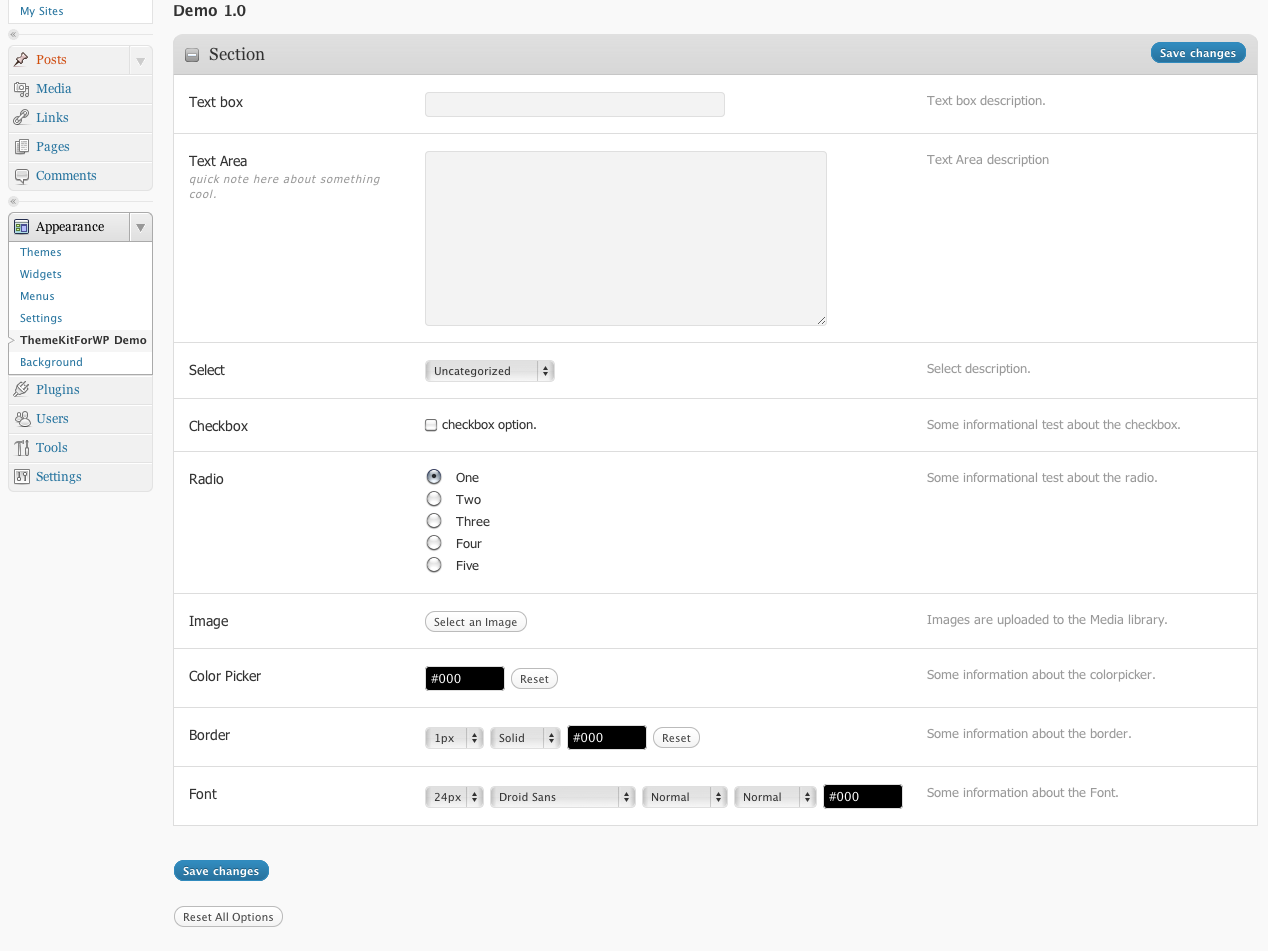 My Sites
Posts
Media
Links
Pages
Comments
Appearance
Themes
Widgets
Menus
Settings
ThemeKitForWP Demo
Background
Plugins
Users
Tools
Settings
Demo 1.0
Section
Save changes
Text box
Text box description.
Text Area
quick note here about something
cool.
Text Area description
Select
Uncategorized
Select description.
Checkbox
checkbox option.
Some informational test about the checkbox.
Radio
One
Two
Three
Four
Five
Some informational test about the radio.
Image
Select an Image
Images are uploaded to the Media library.
Color Picker
#000 Reset
Some information about the colorpicker.
Border
1px Solid #000 Reset
Some information about the border.
Font
24px Droid Sans Normal Normal #000
Some information about the Font.
Save changes
Reset All Options